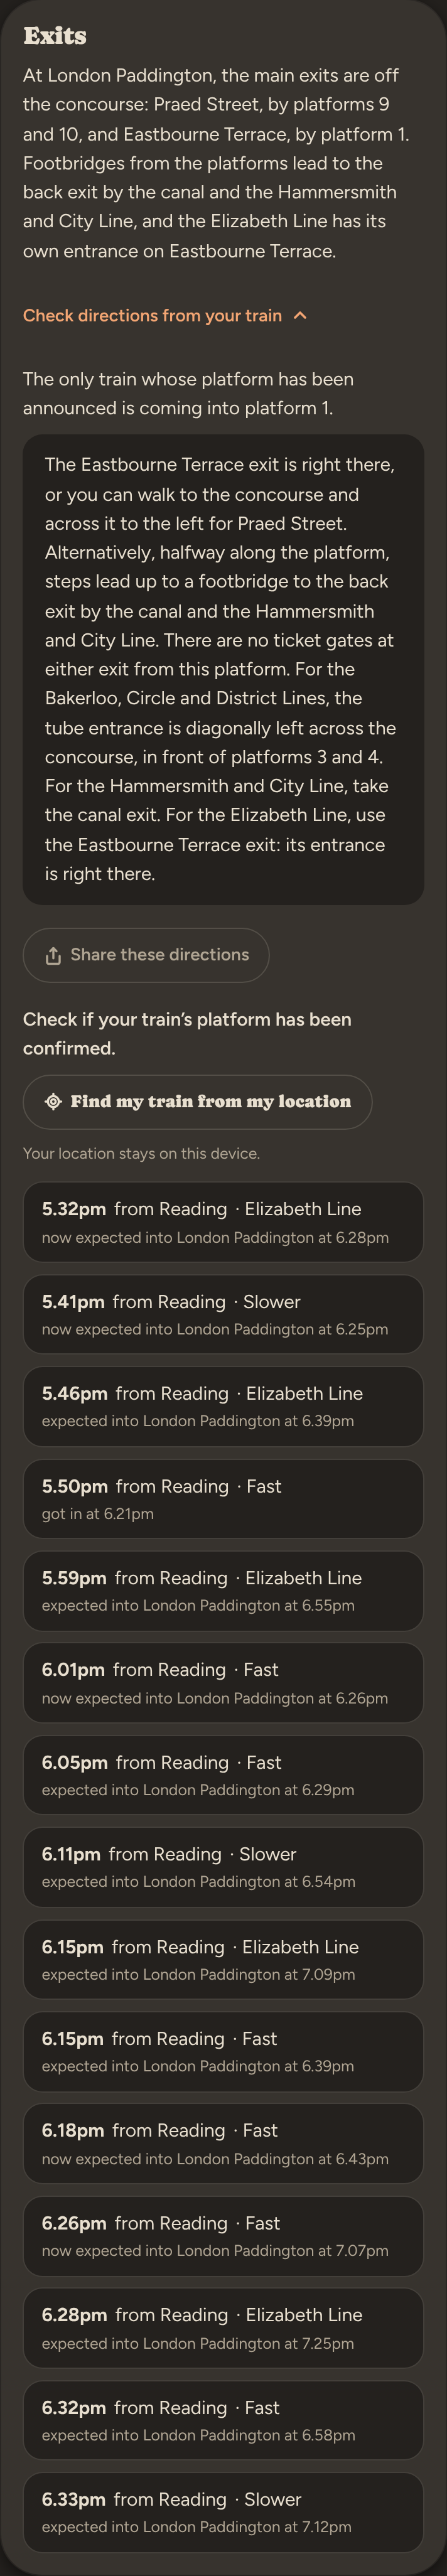 Exits
At London Paddington, the main exits are off
the concourse: Praed Street, by platforms 9
and 10, and Eastbourne Terrace, by platform 1.
Footbridges from the platforms lead to the
back exit by the canal and the Hammersmith
and City Line, and the Elizabeth Line has its
own entrance on Eastbourne Terrace.
Check directions from your train
The only train whose platform has been
announced is coming into platform 1.
The Eastbourne Terrace exit is right there,
or you can walk to the concourse and
across it to the left for Praed Street.
Alternatively, halfway along the platform,
steps lead up to a footbridge to the back
exit by the canal and the Hammersmith
and City Line. There are no ticket gates at
either exit from this platform. For the
Bakerloo, Circle and District Lines, the
tube entrance is diagonally left across the
concourse, in front of platforms 3 and 4.
For the Hammersmith and City Line, take
the canal exit. For the Elizabeth Line, use
the Eastbourne Terrace exit: its entrance
is right there.
Share these directions
Check if your train’s platform has been
confirmed.
Find my train from my location
Your location stays on this device.
5.32pm from Reading · Elizabeth Line
now expected into London Paddington at 6.28pm
5.41pm from Reading · Slower
now expected into London Paddington at 6.25pm
5.46pm from Reading · Elizabeth Line
expected into London Paddington at 6.39pm
5.50pm from Reading · Fast
got in at 6.21pm
5.59pm from Reading · Elizabeth Line
expected into London Paddington at 6.55pm
6.01pm from Reading · Fast
now expected into London Paddington at 6.26pm
6.05pm from Reading · Fast
expected into London Paddington at 6.29pm
6.11pm from Reading · Slower
expected into London Paddington at 6.54pm
6.15pm from Reading · Elizabeth Line
expected into London Paddington at 7.09pm
6.15pm from Reading · Fast
expected into London Paddington at 6.39pm
6.18pm from Reading · Fast
now expected into London Paddington at 6.43pm
6.26pm from Reading · Fast
now expected into London Paddington at 7.07pm
6.28pm from Reading · Elizabeth Line
expected into London Paddington at 7.25pm
6.32pm from Reading · Fast
expected into London Paddington at 6.58pm
6.33pm from Reading · Slower
expected into London Paddington at 7.12pm